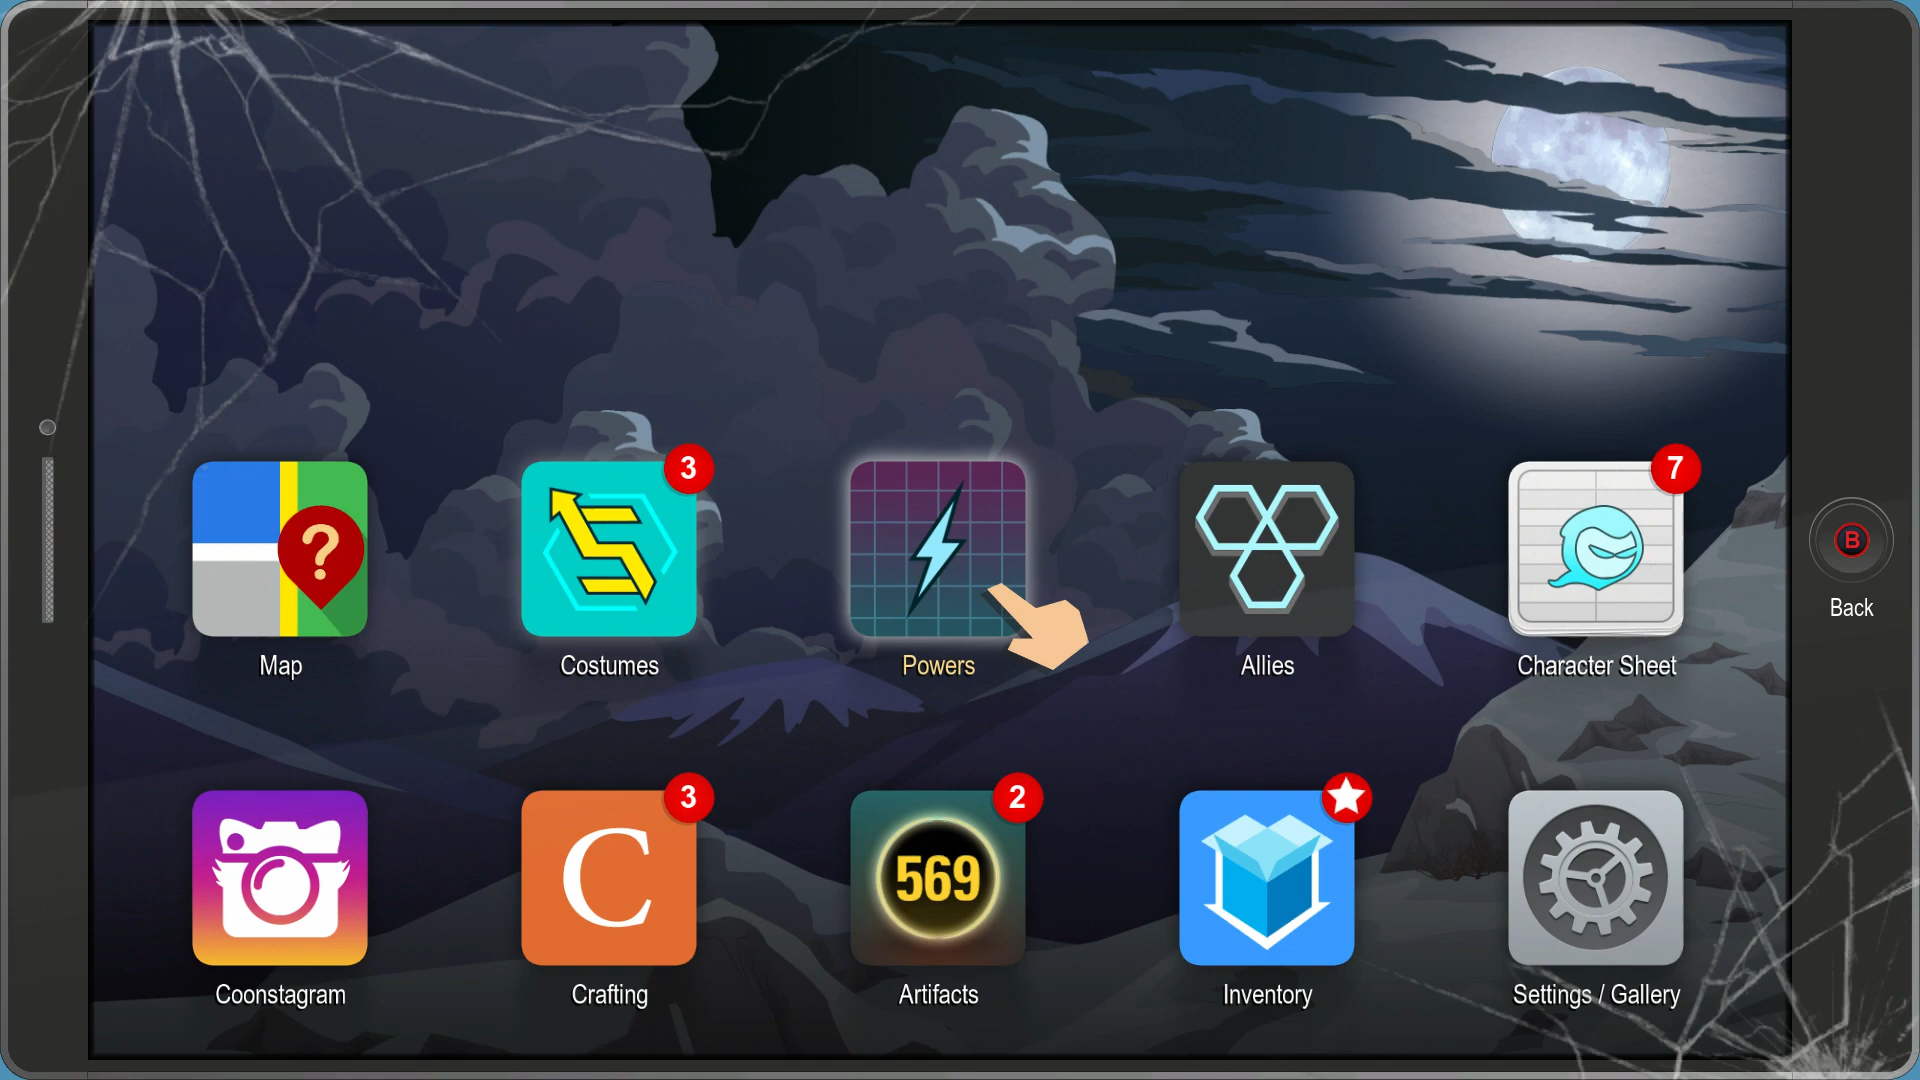 3
7
?
Map
Costumes
Powers
Allies
Character Sheet
B
Back
3
2
C
569
Coonstagram
Crafting
Artifacts
Inventory
Settings / Gallery